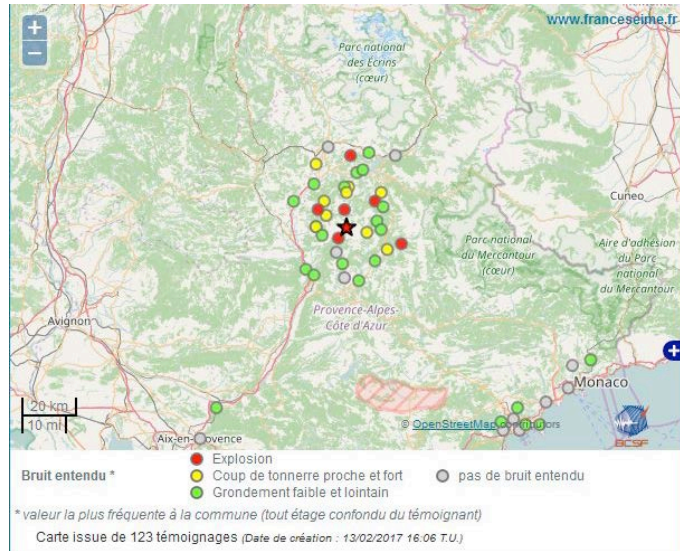 www.franceseime.fr
+
−
Parc national
des Écrins
(cœur)
Cuneo
Parc national
du Mercantour
(cœur)
Aire d'adhésion
du Parc
national du
Mercantour
Avignon
Provence-Alpes-
Côte d'Azur
+
Monaco
20 km
10 mi
Aix-en-Provence
© OpenStreetMap contributors
BCSF
Bruit entendu *
Explosion
Coup de tonnerre proche et fort
pas de bruit entendu
Grondement faible et lointain
* valeur la plus fréquente à la commune (tout étage confondu du témoignant)
Carte issue de 123 témoignages (Date de création : 13/02/2017 16:06 T.U.)